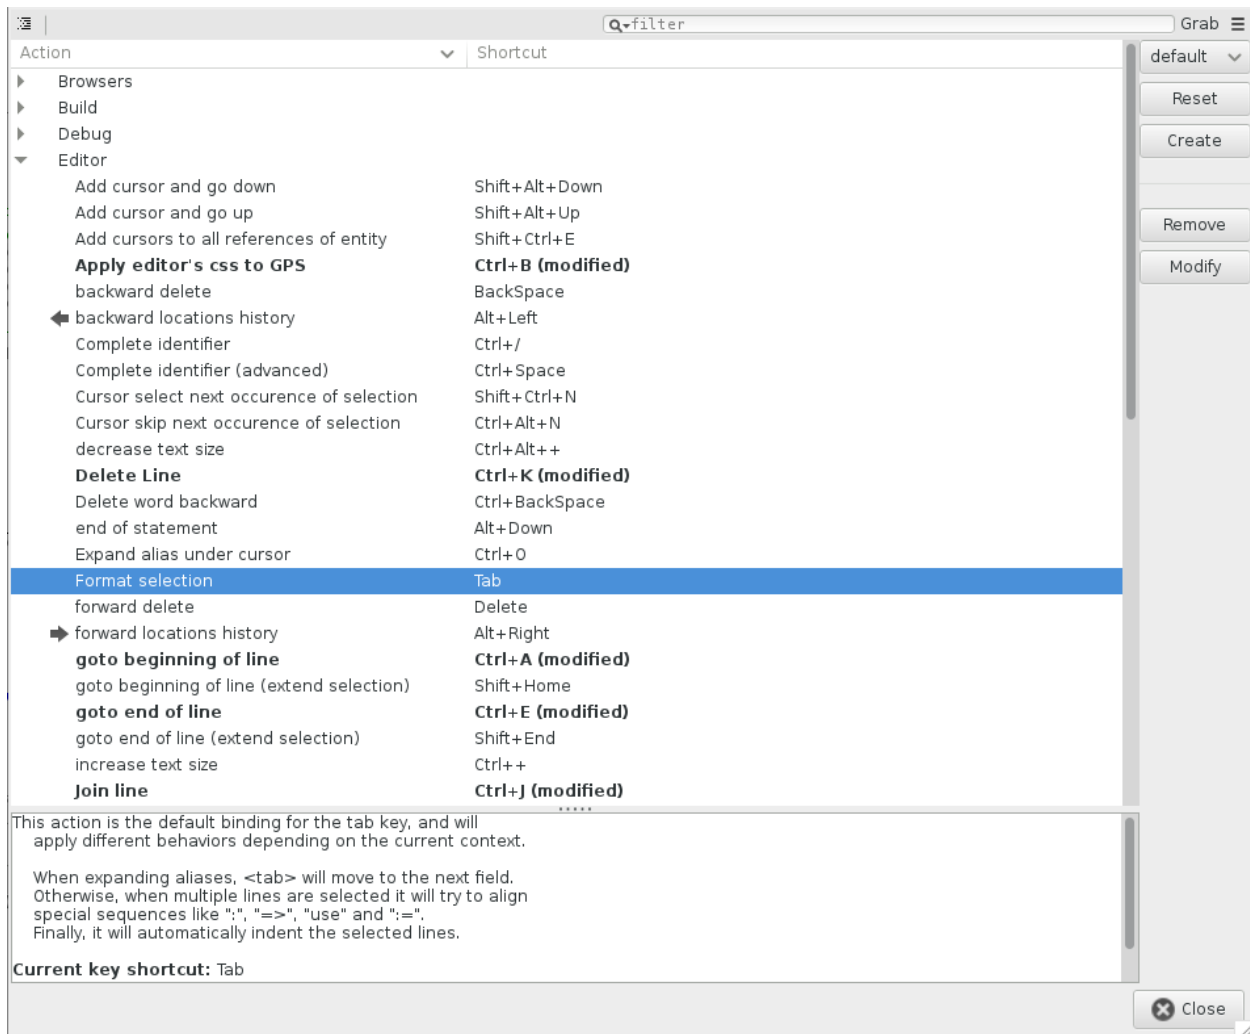 filter Grab
Action Shortcut default
Browsers
Build
Debug
Editor
Reset
Create
Remove
Modify
Add cursor and go down Shift+Alt+Down
Add cursor and go up Shift+Alt+Up
Add cursors to all references of entity Shift+Ctrl+E
Apply editor's css to GPS Ctrl+B (modified)
backward delete BackSpace
backward locations history Alt+Left
Complete identifier Ctrl+/
Complete identifier (advanced) Ctrl+Space
Cursor select next occurence of selection Shift+Ctrl+N
Cursor skip next occurence of selection Ctrl+Alt+N
decrease text size Ctrl+Alt++
Delete Line Ctrl+K (modified)
Delete word backward Ctrl+BackSpace
end of statement Alt+Down
Expand alias under cursor Ctrl+O
Format selection Tab
forward delete Delete
forward locations history Alt+Right
goto beginning of line Ctrl+A (modified)
goto beginning of line (extend selection) Shift+Home
goto end of line Ctrl+E (modified)
goto end of line (extend selection) Shift+End
increase text size Ctrl++
Join line Ctrl+J (modified)
This action is the default binding for the tab key, and will
apply different behaviors depending on the current context.
When expanding aliases, <tab> will move to the next field.
Otherwise, when multiple lines are selected it will try to align
special sequences like ":", "=>", "use" and ":=".
Finally, it will automatically indent the selected lines.
Current key shortcut: Tab
Close